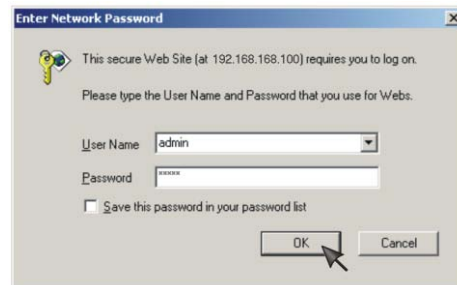 Enter Network Password
This secure Web Site (at 192.168.168.100) requires you to log on.
Please type the User Name and Password that you use for Webs.
User Name admin
Password *****
Save this password in your password list
OK Cancel